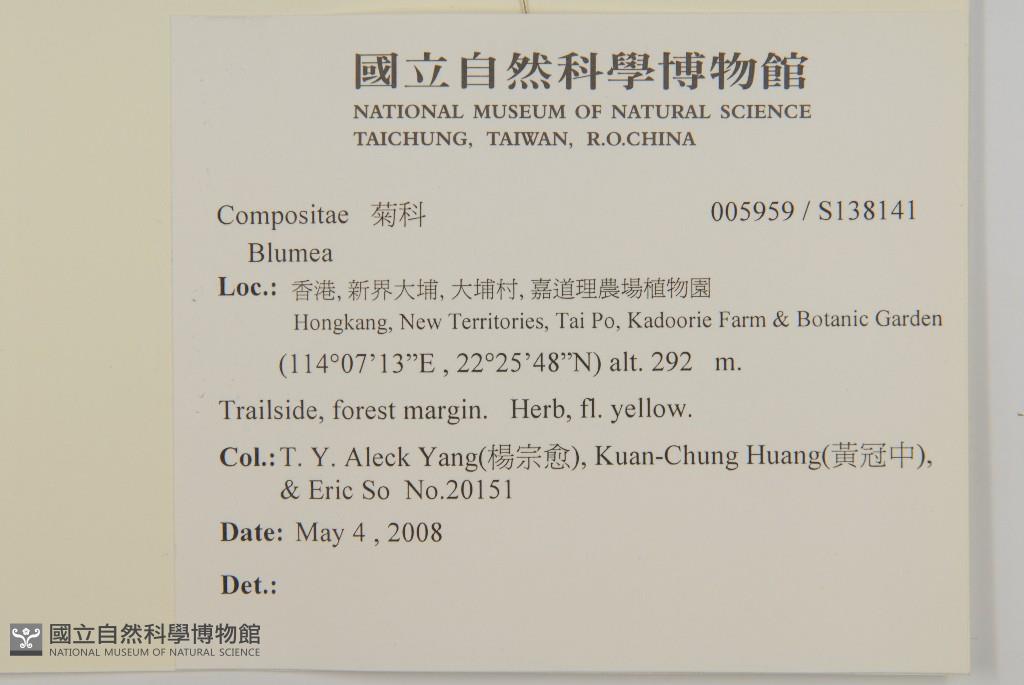 國立自然科學博物館
NATIONAL MUSEUM OF NATURAL SCIENCE
TAICHUNG, TAIWAN, R.O.CHINA
Compositae 菊科 005959 / S138141
Blumea
Loc.: 香港, 新界大埔, 大埔村, 嘉道理農場植物園
Hongkang, New Territories, Tai Po, Kadoorie Farm & Botanic Garden
(114°07’13”E , 22°25’48”N) alt. 292 m.
Trailside, forest margin. Herb, fl. yellow.
Col.: T. Y. Aleck Yang(楊宗愈), Kuan-Chung Huang(黃冠中),
& Eric So No.20151
Date: May 4 , 2008
Det.:
國立自然科學博物館
NATIONAL MUSEUM OF NATURAL SCIENCE